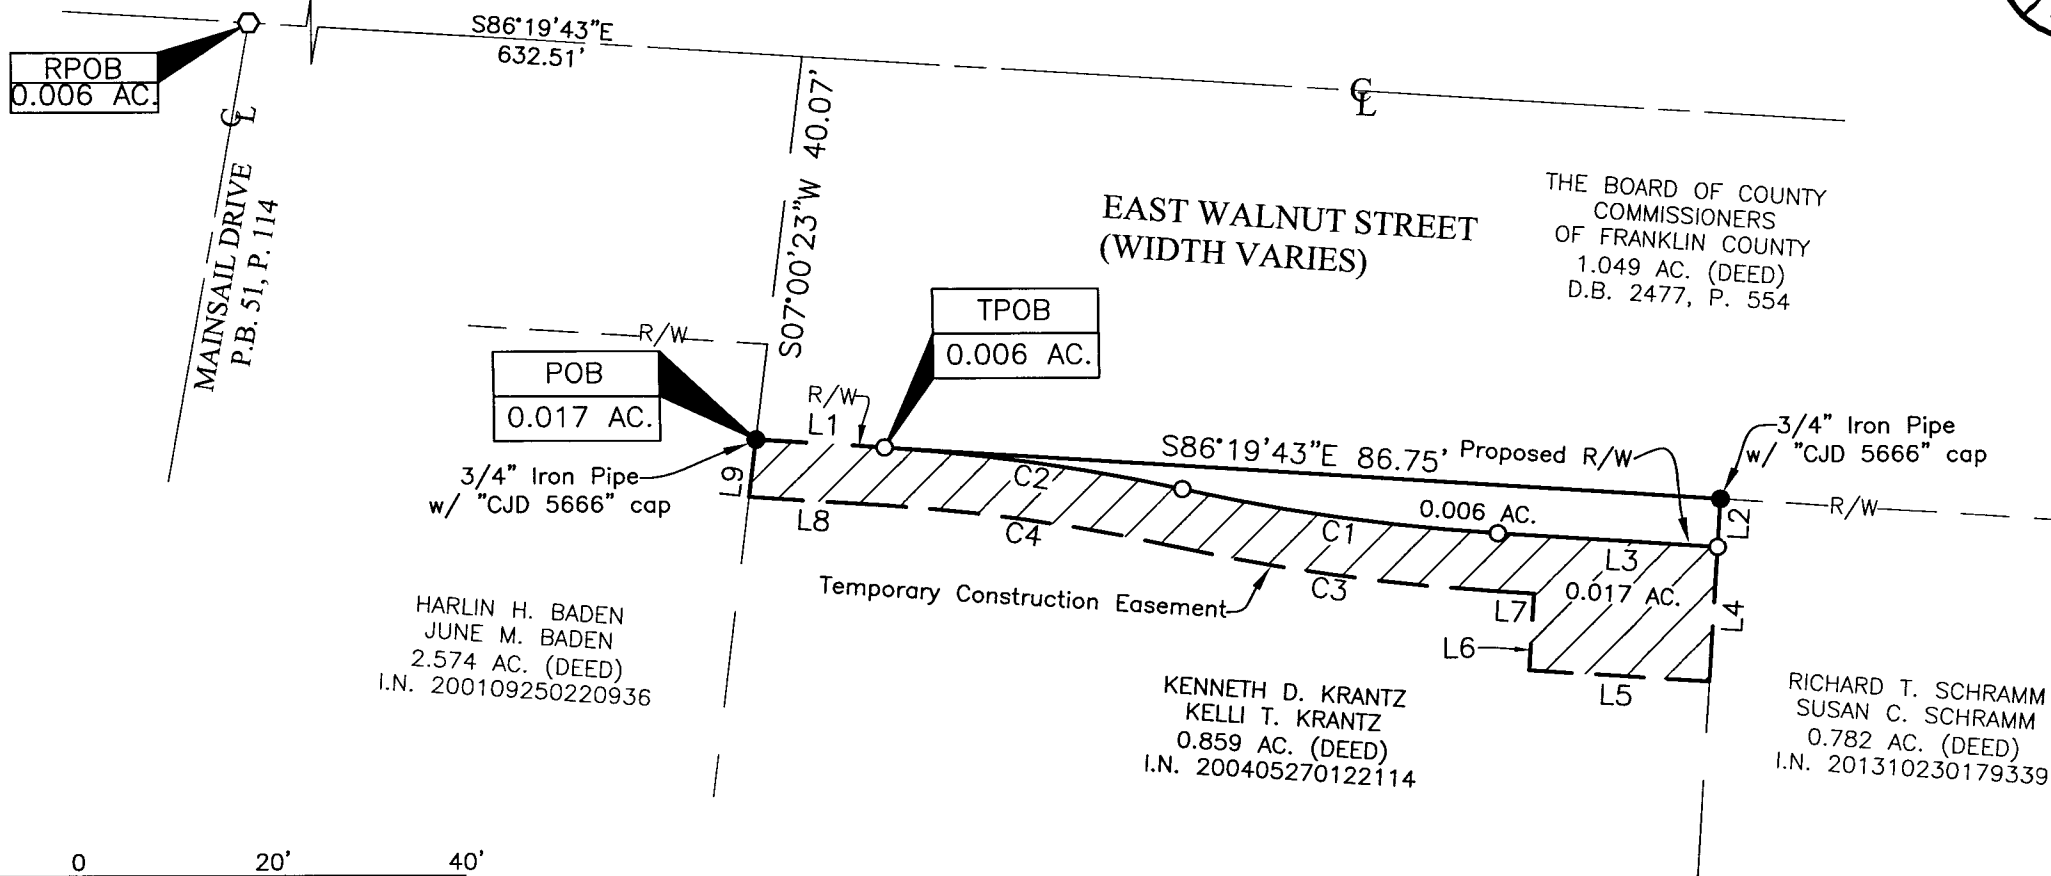 S86°19'43"E
632.51'
RPOB
0.006 AC.
℄
℄
MAINSAIL DRIVE
P.B. 51, P. 114
S07°00'23"W 40.07'
EAST WALNUT STREET
(WIDTH VARIES)
THE BOARD OF COUNTY
COMMISSIONERS
OF FRANKLIN COUNTY
1.049 AC. (DEED)
D.B. 2477, P. 554
R/W
TPOB
0.006 AC.
POB
0.017 AC.
R/W
L1
S86°19'43"E 86.75'
Proposed R/W
3/4" Iron Pipe
w/ "CJD 5666" cap
R/W
3/4" Iron Pipe
w/ "CJD 5666" cap
L9
L8
C2
C4
0.006 AC.
C1
L2
L3
0.017 AC.
C3
L7
L4
L6
L5
Temporary Construction Easement
HARLIN H. BADEN
JUNE M. BADEN
2.574 AC. (DEED)
I.N. 200109250220936
KENNETH D. KRANTZ
KELLI T. KRANTZ
0.859 AC. (DEED)
I.N. 200405270122114
RICHARD T. SCHRAMM
SUSAN C. SCHRAMM
0.782 AC. (DEED)
I.N. 201310230179339
0 20' 40'